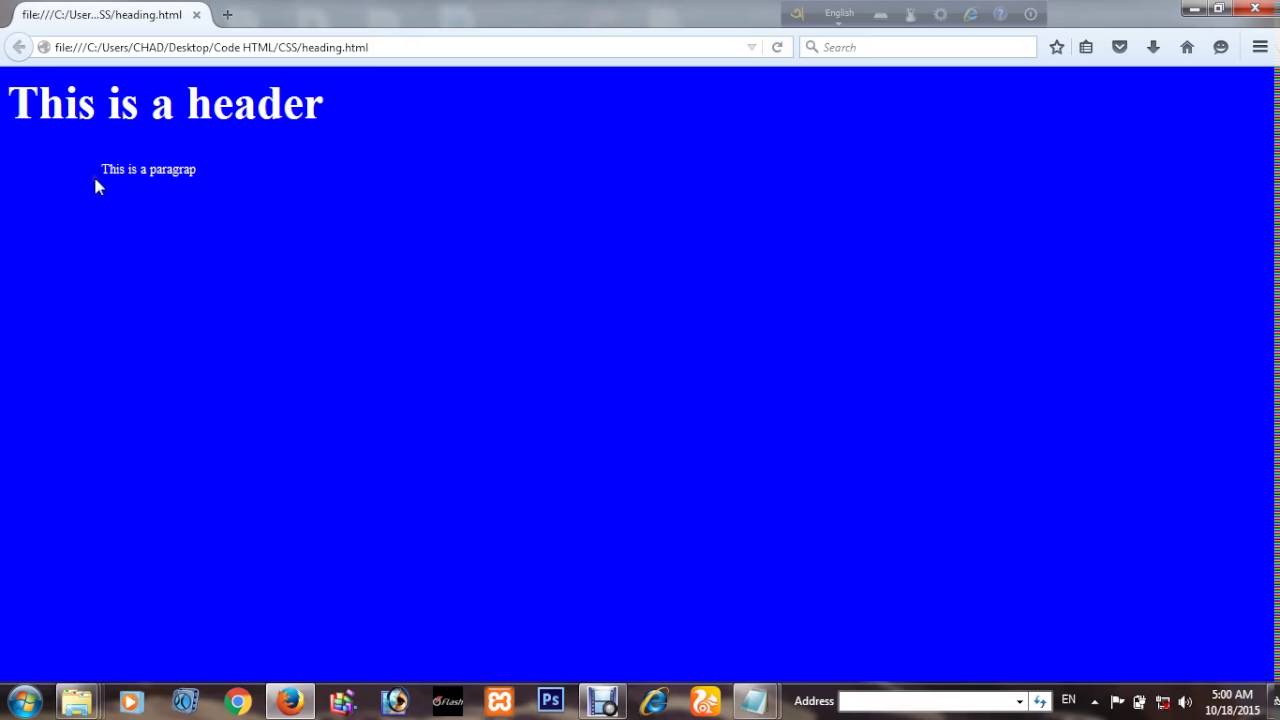 file:///C:/User...SS/heading.html
English
file:///C:/Users/CHAD/Desktop/Code HTML/CSS/heading.html
Search
This is a header
This is a paragrap
flash
Ps
Address
EN
5:00 AM
10/18/2015